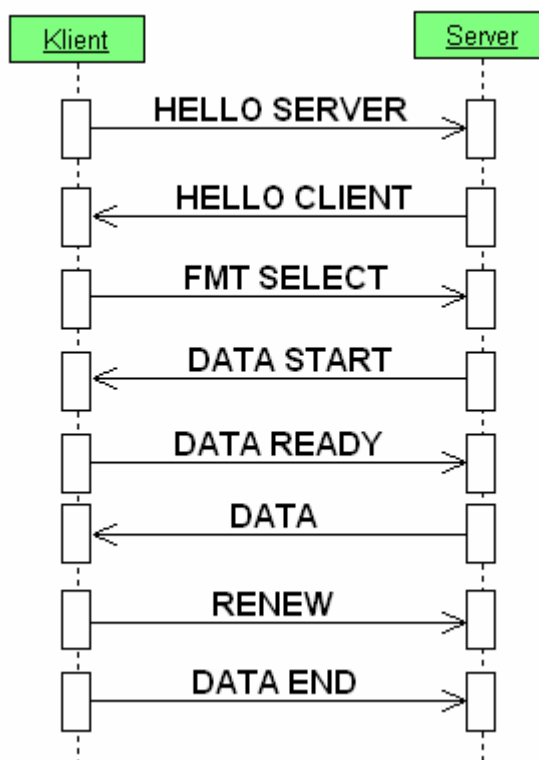 Klient
Server
HELLO SERVER
HELLO CLIENT
FMT SELECT
DATA START
DATA READY
DATA
RENEW
DATA END